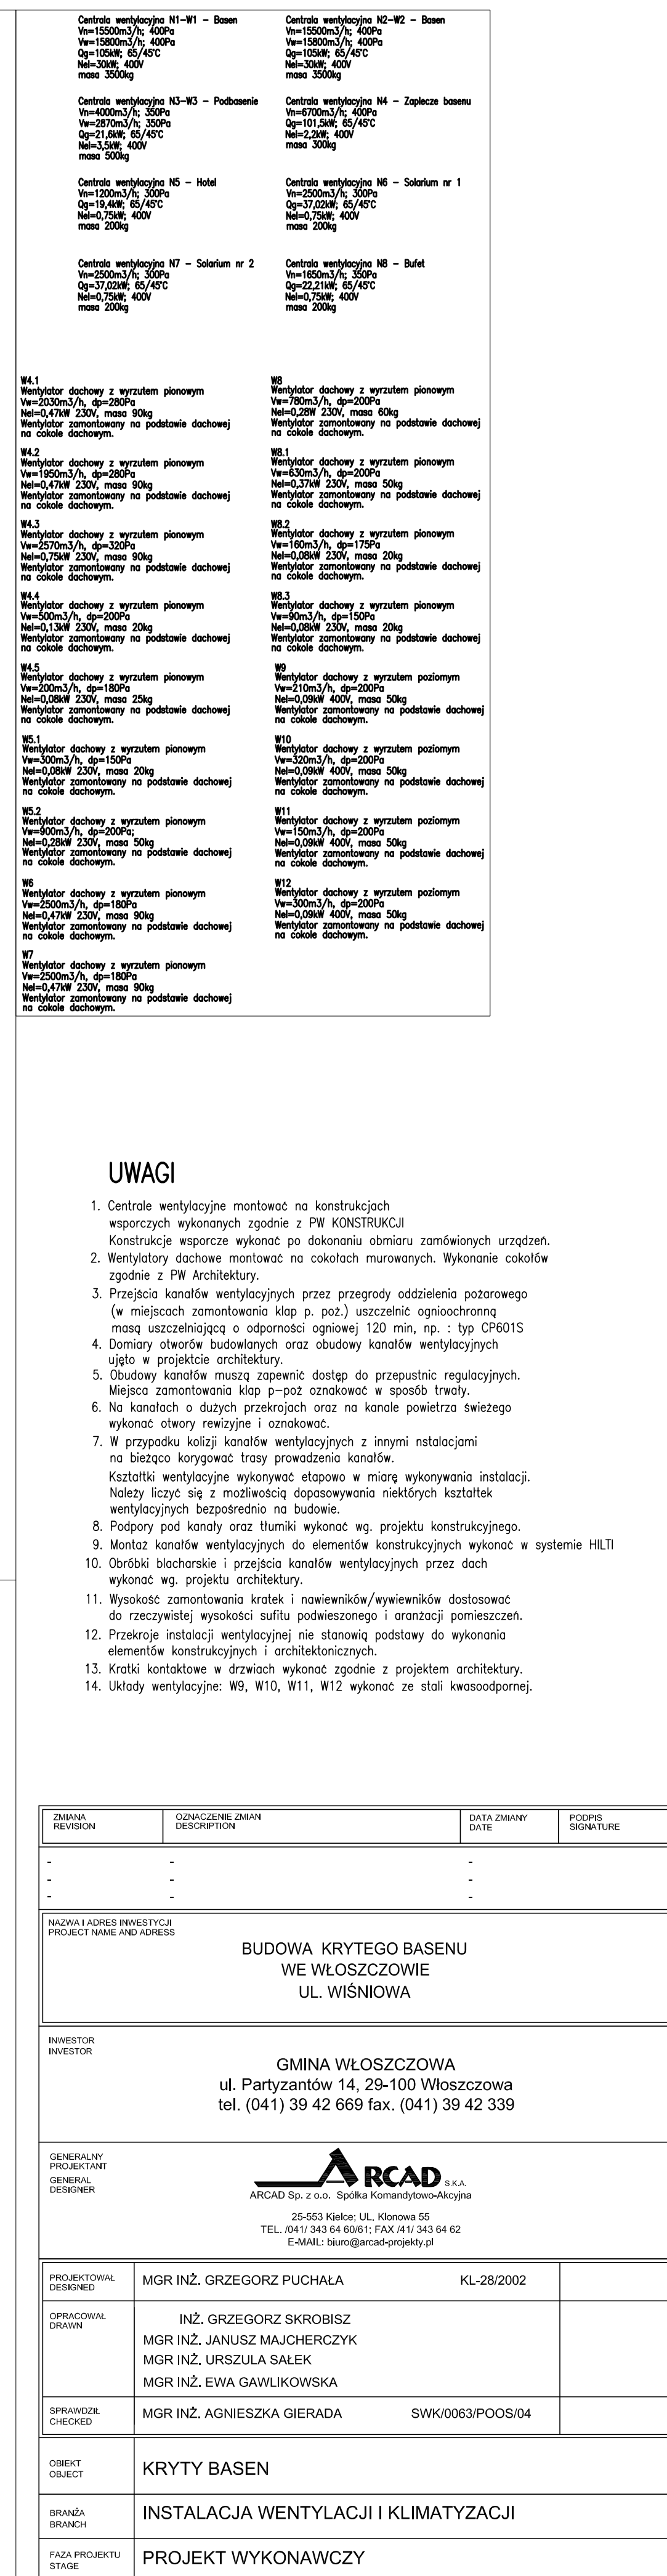 Centrala wentylacyjna N1-W1 - Basen
Vn=15500m3/h; 400Pa
Vw=15800m3/h; 400Pa
Qg=105kW; 65/45°C
Nel=30kW; 400V
masa 3500kg
Centrala wentylacyjna N2-W2 - Basen
Vn=15500m3/h; 400Pa
Vw=15800m3/h; 400Pa
Qg=105kW; 65/45°C
Nel=30kW; 400V
masa 3500kg
Centrala wentylacyjna N3-W3 - Podbasenie
Vn=4000m3/h; 350Pa
Vw=2870m3/h; 350Pa
Qg=21,6kW; 65/45°C
Nel=3,5kW; 400V
masa 500kg
Centrala wentylacyjna N4 - Zaplecze basenu
Vn=6700m3/h; 400Pa
Qg=101,5kW; 65/45°C
Nel=2,2kW; 400V
masa 300kg
Centrala wentylacyjna N5 - Hotel
Vn=1200m3/h; 300Pa
Qg=19,4kW; 65/45°C
Nel=0,75kW; 400V
masa 200kg
Centrala wentylacyjna N6 - Solarium nr 1
Vn=2500m3/h; 300Pa
Qg=37,02kW; 65/45°C
Nel=0,75kW; 400V
masa 200kg
Centrala wentylacyjna N7 - Solarium nr 2
Vn=2500m3/h; 300Pa
Qg=37,02kW; 65/45°C
Nel=0,75kW; 400V
masa 200kg
Centrala wentylacyjna N8 - Bufet
Vn=1650m3/h; 350Pa
Qg=22,21kW; 65/45°C
Nel=0,75kW; 400V
masa 200kg
W4.1
Wentylator dachowy z wyrzutem pionowym
Vw=2030m3/h, dp=280Pa
Nel=0,47kW 230V, masa 90kg
Wentylator zamontowany na podstawie dachowej
na cokole dachowym.
W4.2
Wentylator dachowy z wyrzutem pionowym
Vw=1950m3/h, dp=280Pa
Nel=0,47kW 230V, masa 90kg
Wentylator zamontowany na podstawie dachowej
na cokole dachowym.
W4.3
Wentylator dachowy z wyrzutem pionowym
Vw=2570m3/h, dp=320Pa
Nel=0,75kW 230V, masa 90kg
Wentylator zamontowany na podstawie dachowej
na cokole dachowym.
W4.4
Wentylator dachowy z wyrzutem pionowym
Vw=500m3/h, dp=200Pa
Nel=0,13kW 230V, masa 20kg
Wentylator zamontowany na podstawie dachowej
na cokole dachowym.
W4.5
Wentylator dachowy z wyrzutem pionowym
Vw=200m3/h, dp=180Pa
Nel=0,08kW 230V, masa 25kg
Wentylator zamontowany na podstawie dachowej
na cokole dachowym.
W5.1
Wentylator dachowy z wyrzutem pionowym
Vw=300m3/h, dp=150Pa
Nel=0,08kW 230V, masa 20kg
Wentylator zamontowany na podstawie dachowej
na cokole dachowym.
W5.2
Wentylator dachowy z wyrzutem pionowym
Vw=900m3/h, dp=200Pa;
Nel=0,28kW 230V, masa 50kg
Wentylator zamontowany na podstawie dachowej
na cokole dachowym.
W6
Wentylator dachowy z wyrzutem pionowym
Vw=2500m3/h, dp=180Pa
Nel=0,47kW 230V, masa 90kg
Wentylator zamontowany na podstawie dachowej
na cokole dachowym.
W7
Wentylator dachowy z wyrzutem pionowym
Vw=2500m3/h, dp=180Pa
Nel=0,47kW 230V, masa 90kg
Wentylator zamontowany na podstawie dachowej
na cokole dachowym.
W8
Wentylator dachowy z wyrzutem pionowym
Vw=780m3/h, dp=200Pa
Nel=0,28W 230V, masa 60kg
Wentylator zamontowany na podstawie dachowej
na cokole dachowym.
W8.1
Wentylator dachowy z wyrzutem pionowym
Vw=630m3/h, dp=200Pa
Nel=0,37kW 230V, masa 50kg
Wentylator zamontowany na podstawie dachowej
na cokole dachowym.
W8.2
Wentylator dachowy z wyrzutem pionowym
Vw=160m3/h, dp=175Pa
Nel=0,08kW 230V, masa 20kg
Wentylator zamontowany na podstawie dachowej
na cokole dachowym.
W8.3
Wentylator dachowy z wyrzutem pionowym
Vw=90m3/h, dp=150Pa
Nel=0,08kW 230V, masa 20kg
Wentylator zamontowany na podstawie dachowej
na cokole dachowym.
W9
Wentylator dachowy z wyrzutem poziomym
Vw=210m3/h, dp=200Pa
Nel=0,09kW 400V, masa 50kg
Wentylator zamontowany na podstawie dachowej
na cokole dachowym.
W10
Wentylator dachowy z wyrzutem poziomym
Vw=320m3/h, dp=200Pa
Nel=0,09kW 400V, masa 50kg
Wentylator zamontowany na podstawie dachowej
na cokole dachowym.
W11
Wentylator dachowy z wyrzutem poziomym
Vw=150m3/h, dp=200Pa
Nel=0,09kW 400V, masa 50kg
Wentylator zamontowany na podstawie dachowej
na cokole dachowym.
W12
Wentylator dachowy z wyrzutem poziomym
Vw=300m3/h, dp=200Pa
Nel=0,09kW 400V, masa 50kg
Wentylator zamontowany na podstawie dachowej
na cokole dachowym.
UWAGI
1. Centrale wentylacyjne montować na konstrukcjach
wsporczych wykonanych zgodnie z PW KONSTRUKCJI
Konstrukcje wsporcze wykonać po dokonaniu obmiaru zamówionych urządzeń.
2. Wentylatory dachowe montować na cokołach murowanych. Wykonanie cokołów
zgodnie z PW Architektury.
3. Przejścia kanałów wentylacyjnych przez przegrody oddzielenia pożarowego
(w miejscach zamontowania klap p. poż.) uszczelnić ognioochronną
masą uszczelniającą o odporności ogniowej 120 min, np. : typ CP601S
4. Domiary otworów budowlanych oraz obudowy kanałów wentylacyjnych
ujęto w projektcie architektury.
5. Obudowy kanałów muszą zapewnić dostęp do przepustnic regulacyjnych.
Miejsca zamontowania klap p-poż oznakować w sposób trwały.
6. Na kanałach o dużych przekrojach oraz na kanale powietrza świeżego
wykonać otwory rewizyjne i oznakować.
7. W przypadku kolizji kanałów wentylacyjnych z innymi nstalacjami
na bieżąco korygować trasy prowadzenia kanałów.
Kształtki wentylacyjne wykonywać etapowo w miarę wykonywania instalacji.
Należy liczyć się z możliwością dopasowywania niektórych kształtek
wentylacyjnych bezpośrednio na budowie.
8. Podpory pod kanały oraz tłumiki wykonać wg. projektu konstrukcyjnego.
9. Montaż kanałów wentylacyjnych do elementów konstrukcyjnych wykonać w systemie HILTI
10. Obróbki blacharskie i przejścia kanałów wentylacyjnych przez dach
wykonać wg. projektu architektury.
11. Wysokość zamontowania kratek i nawiewników/wywiewników dostosować
do rzeczywistej wysokości sufitu podwieszonego i aranżacji pomieszczeń.
12. Przekroje instalacji wentylacyjnej nie stanowią podstawy do wykonania
elementów konstrukcyjnych i architektonicznych.
13. Kratki kontaktowe w drzwiach wykonać zgodnie z projektem architektury.
14. Układy wentylacyjne: W9, W10, W11, W12 wykonać ze stali kwasoodpornej.
ZMIANA
REVISION
OZNACZENIE ZMIAN
DESCRIPTION
DATA ZMIANY
DATE
PODPIS
SIGNATURE
- - -
- - -
- - -
NAZWA I ADRES INWESTYCJI
PROJECT NAME AND ADRESS
BUDOWA KRYTEGO BASENU
WE WŁOSZCZOWIE
UL. WIŚNIOWA
INWESTOR
INVESTOR
GMINA WŁOSZCZOWA
ul. Partyzantów 14, 29-100 Włoszczowa
tel. (041) 39 42 669 fax. (041) 39 42 339
GENERALNY
PROJEKTANT
GENERAL
DESIGNER
ARCAD S.K.A.
ARCAD Sp. z o.o. Spółka Komandytowo-Akcyjna
25-553 Kielce; UL. Klonowa 55
TEL. /041/ 343 64 60/61; FAX /41/ 343 64 62
E-MAIL: biuro@arcad-projekty.pl
PROJEKTOWAŁ
DESIGNED
MGR INŻ. GRZEGORZ PUCHAŁA KL-28/2002
OPRACOWAŁ
DRAWN
INŻ. GRZEGORZ SKROBISZ
MGR INŻ. JANUSZ MAJCHERCZYK
MGR INŻ. URSZULA SAŁEK
MGR INŻ. EWA GAWLIKOWSKA
SPRAWDZIŁ
CHECKED
MGR INŻ. AGNIESZKA GIERADA SWK/0063/POOS/04
OBIEKT
OBJECT
KRYTY BASEN
BRANŻA
BRANCH
INSTALACJA WENTYLACJI I KLIMATYZACJI
FAZA PROJEKTU
STAGE
PROJEKT WYKONAWCZY